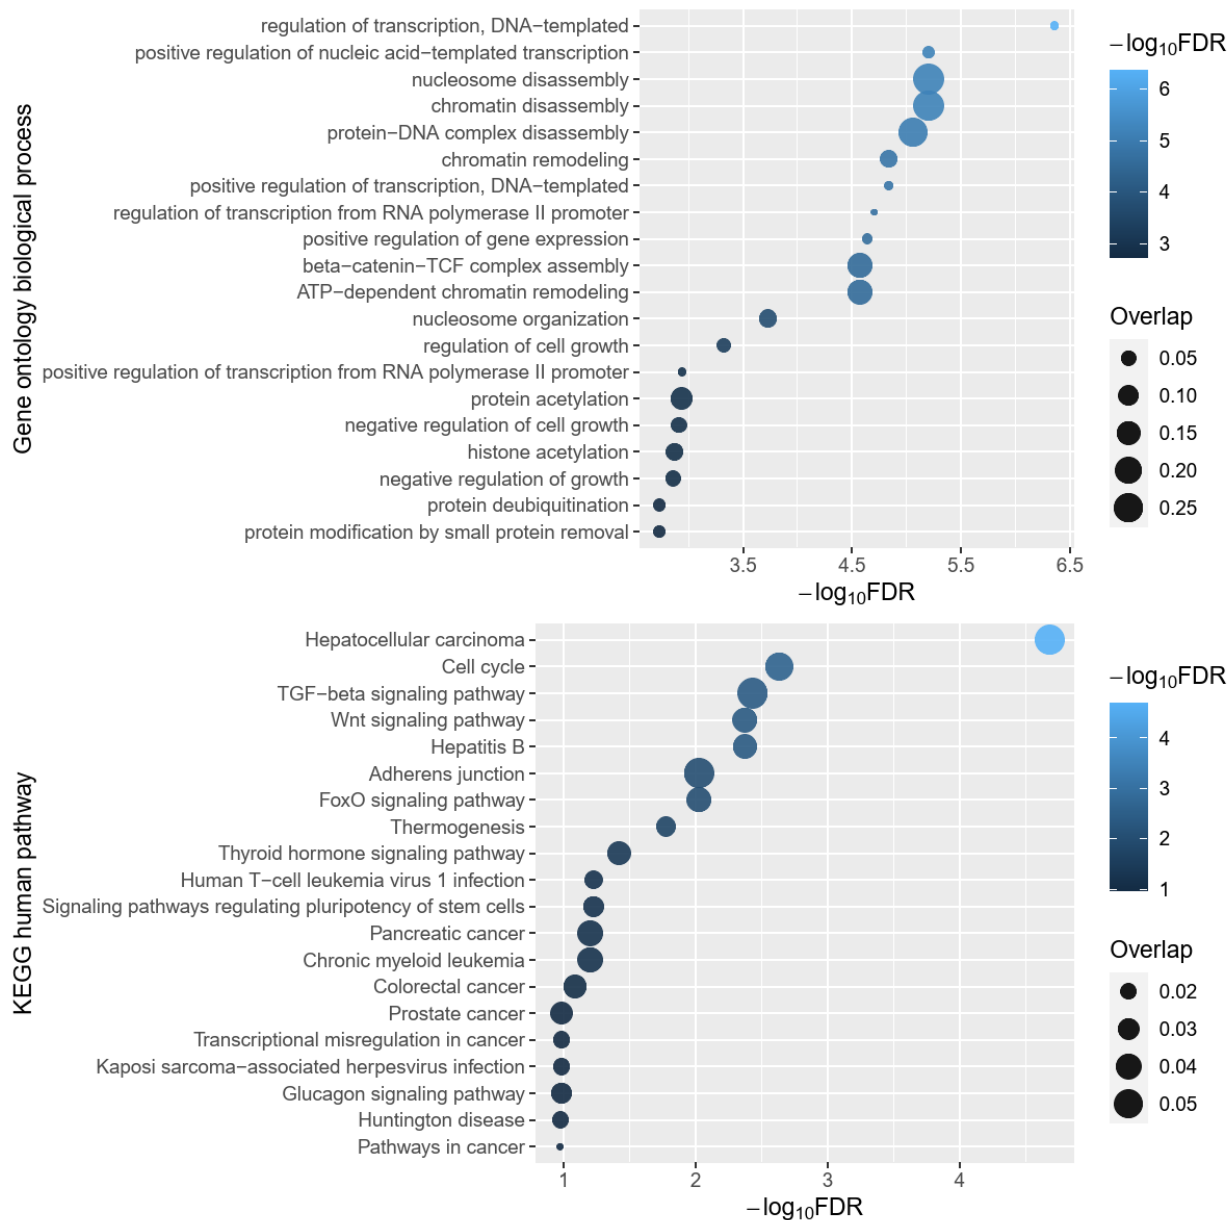 Gene ontology biological process
regulation of transcription, DNA−templated
positive regulation of nucleic acid−templated transcription
nucleosome disassembly
chromatin disassembly
protein−DNA complex disassembly
chromatin remodeling
positive regulation of transcription, DNA−templated
regulation of transcription from RNA polymerase II promoter
positive regulation of gene expression
beta−catenin−TCF complex assembly
ATP−dependent chromatin remodeling
nucleosome organization
regulation of cell growth
positive regulation of transcription from RNA polymerase II promoter
protein acetylation
negative regulation of cell growth
histone acetylation
negative regulation of growth
protein deubiquitination
protein modification by small protein removal
3.5 4.5 5.5 6.5
−log₁₀FDR
−log₁₀FDR
6
5
4
3
Overlap
0.05
0.10
0.15
0.20
0.25
KEGG human pathway
Hepatocellular carcinoma
Cell cycle
TGF−beta signaling pathway
Wnt signaling pathway
Hepatitis B
Adherens junction
FoxO signaling pathway
Thermogenesis
Thyroid hormone signaling pathway
Human T−cell leukemia virus 1 infection
Signaling pathways regulating pluripotency of stem cells
Pancreatic cancer
Chronic myeloid leukemia
Colorectal cancer
Prostate cancer
Transcriptional misregulation in cancer
Kaposi sarcoma−associated herpesvirus infection
Glucagon signaling pathway
Huntington disease
Pathways in cancer
1 2 3 4
−log₁₀FDR
−log₁₀FDR
4
3
2
1
Overlap
0.02
0.03
0.04
0.05